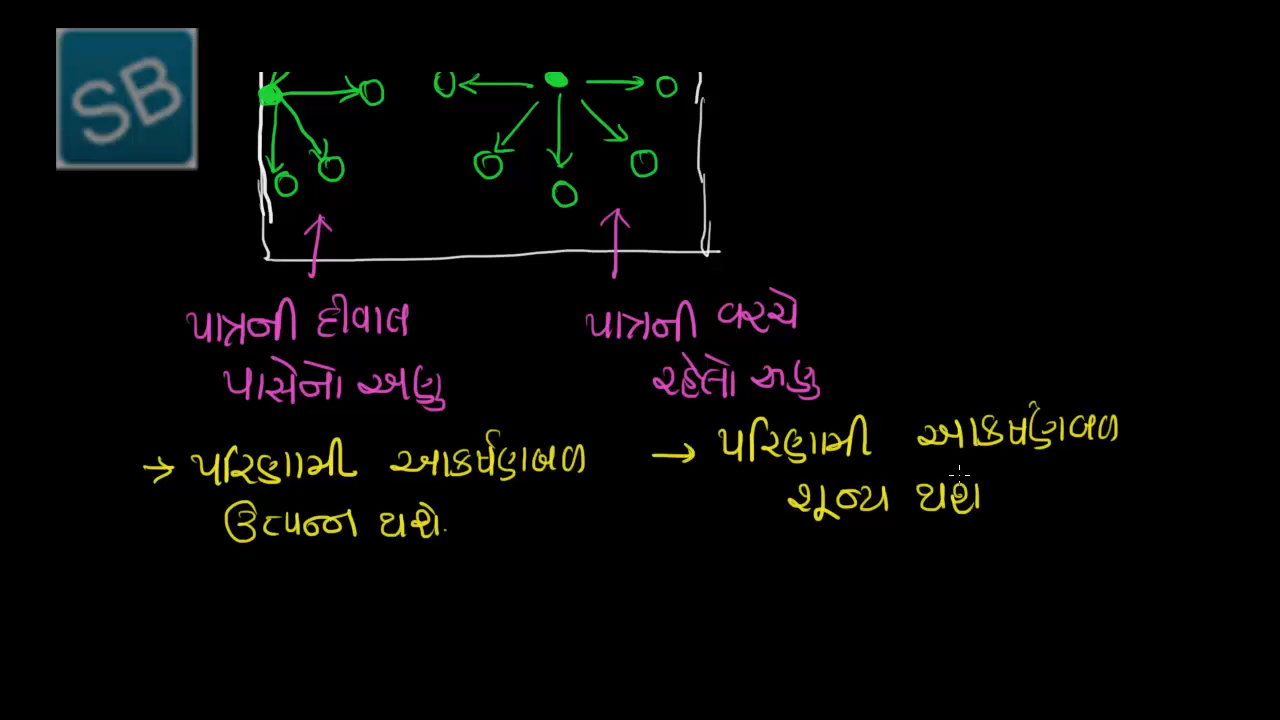 SB
પાત્રની દીવાલ
પાસેનો અણુ
પાત્રની વચ્ચે
રહેલો અણુ
→ પરિણામી આકર્ષણબળ
ઉત્પન્ન થશે.
→ પરિણામી આકર્ષણબળ
શૂન્ય થશે